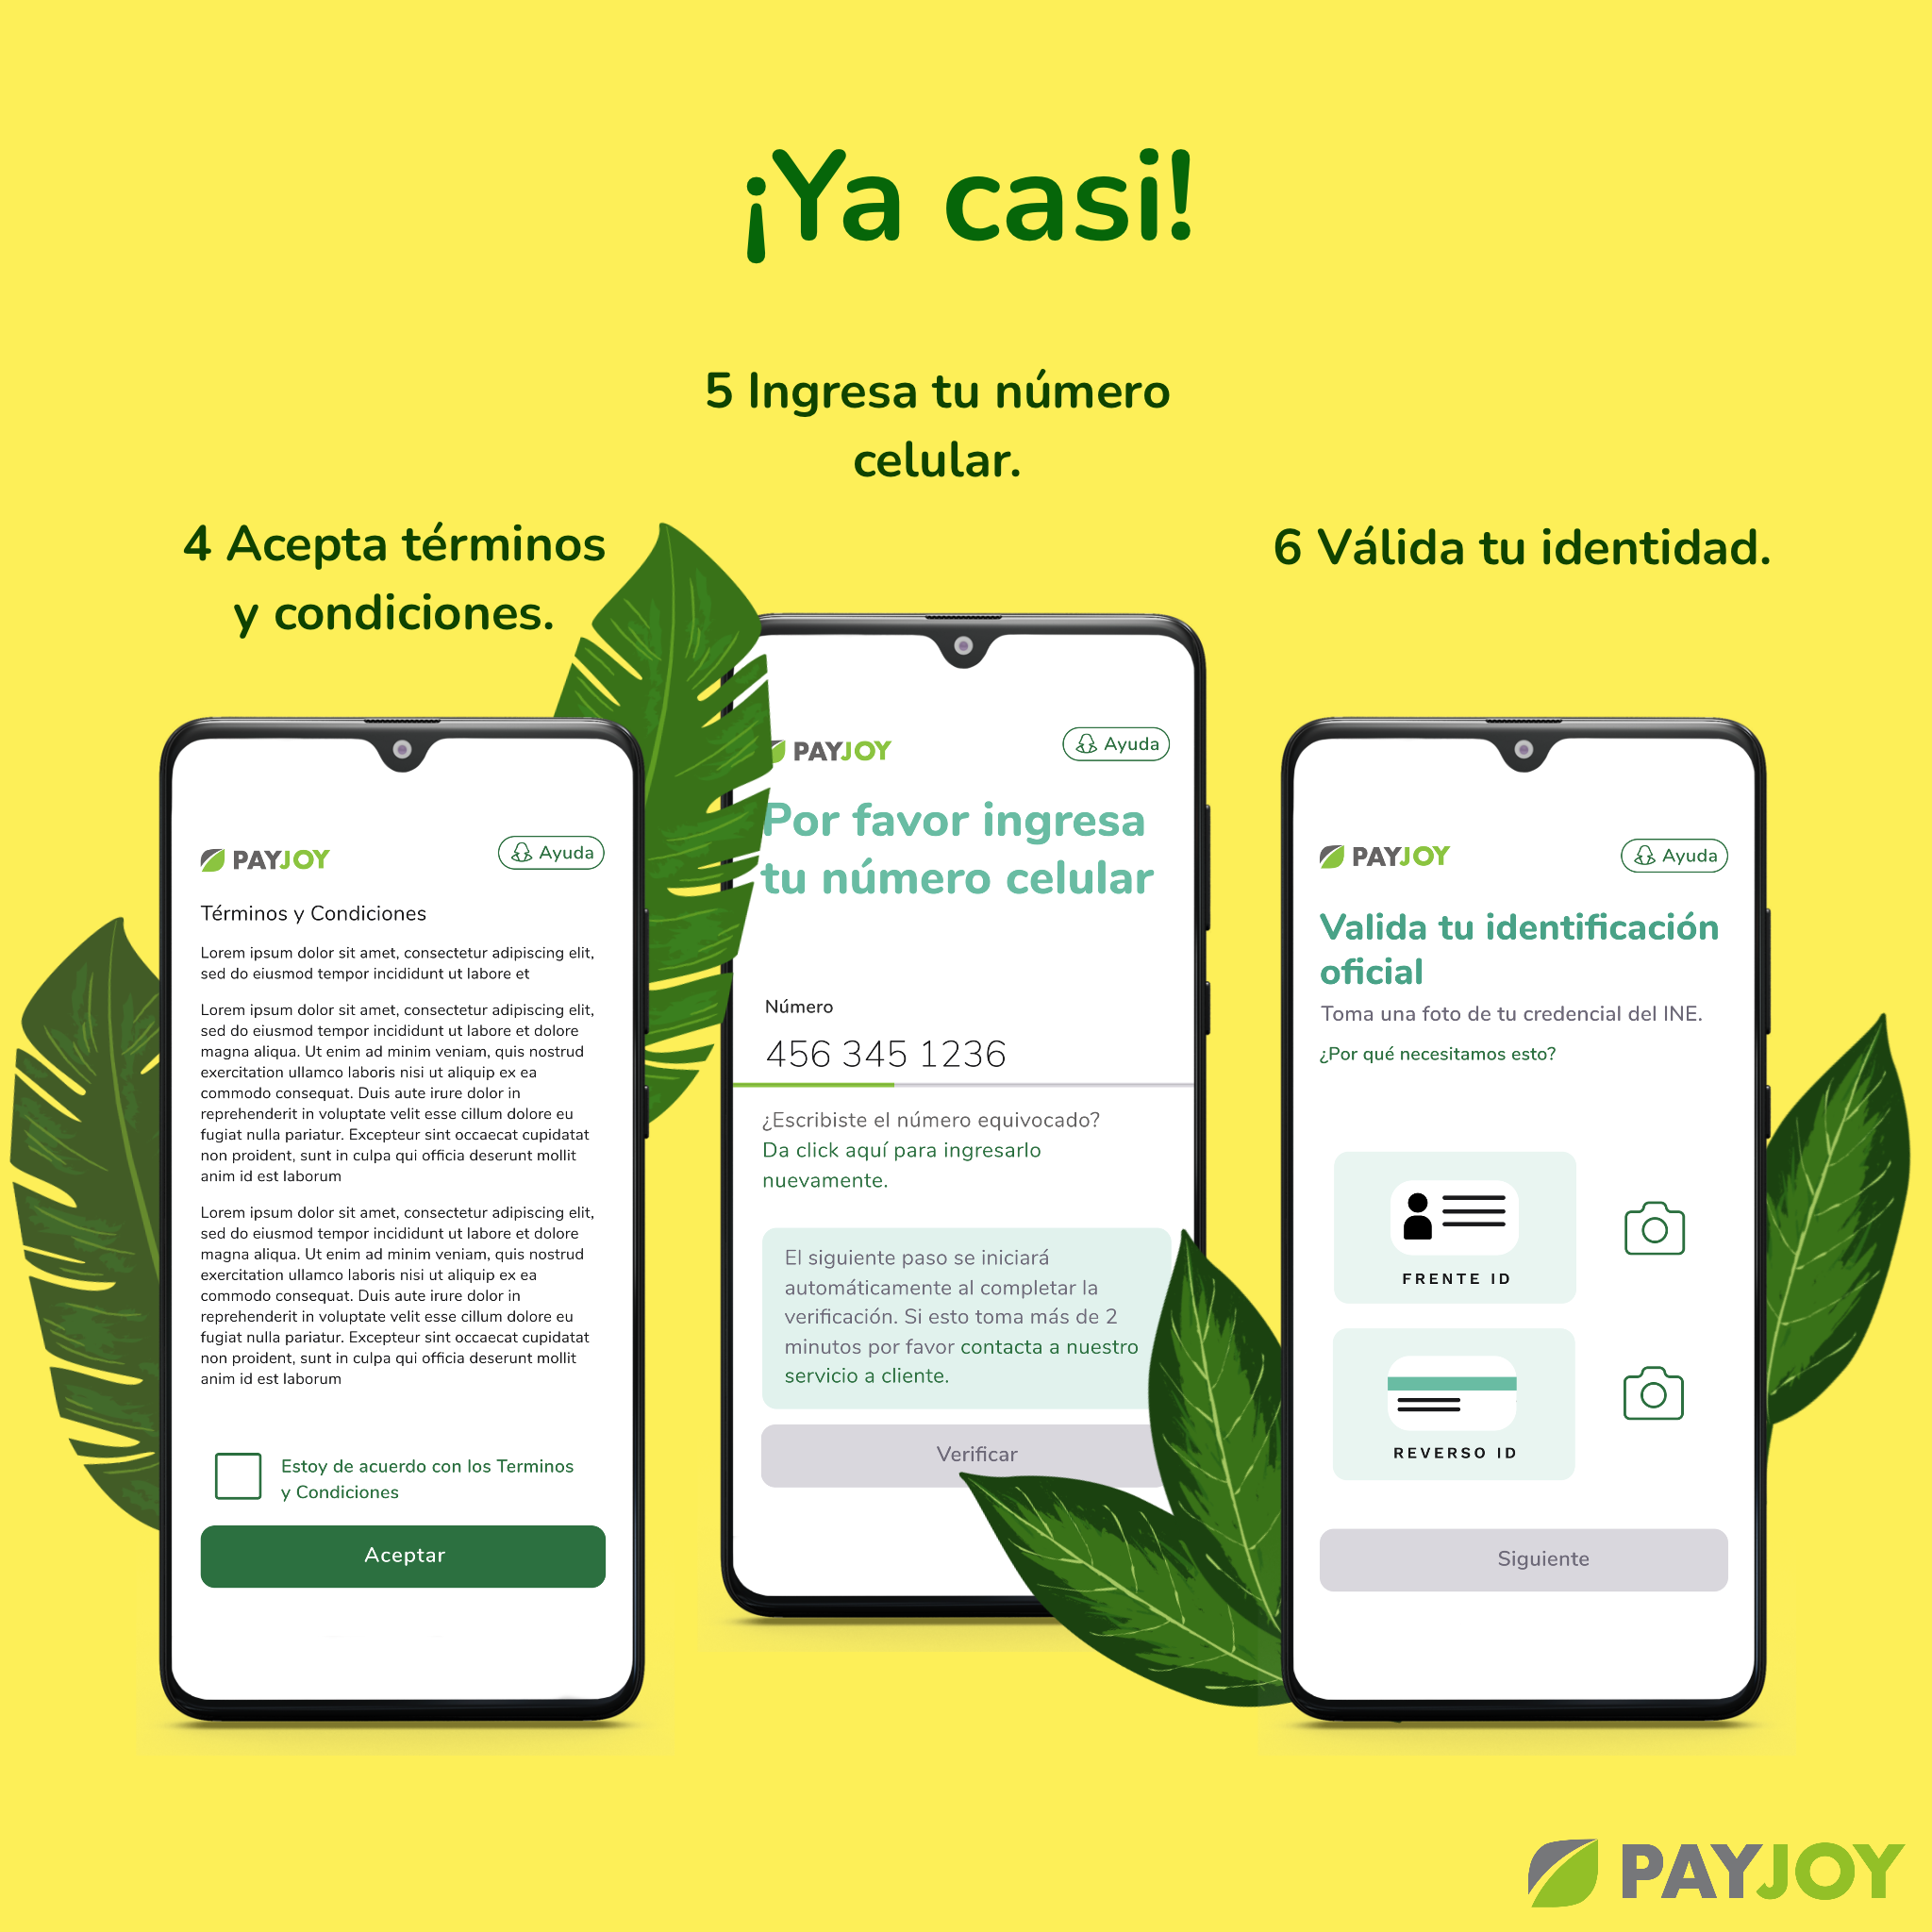 ¡Ya casi!
4 Acepta términos
y condiciones.
5 Ingresa tu número
celular.
6 Válida tu identidad.
PAYJOY
Ayuda
Términos y Condiciones
Lorem ipsum dolor sit amet, consectetur adipiscing elit,
sed do eiusmod tempor incididunt ut labore et
Lorem ipsum dolor sit amet, consectetur adipiscing elit,
sed do eiusmod tempor incididunt ut labore et dolore
magna aliqua. Ut enim ad minim veniam, quis nostrud
exercitation ullamco laboris nisi ut aliquip ex ea
commodo consequat. Duis aute irure dolor in
reprehenderit in voluptate velit esse cillum dolore eu
fugiat nulla pariatur. Excepteur sint occaecat cupidatat
non proident, sunt in culpa qui officia deserunt mollit
anim id est laborum
Lorem ipsum dolor sit amet, consectetur adipiscing elit,
sed do eiusmod tempor incididunt ut labore et dolore
magna aliqua. Ut enim ad minim veniam, quis nostrud
exercitation ullamco laboris nisi ut aliquip ex ea
commodo consequat. Duis aute irure dolor in
reprehenderit in voluptate velit esse cillum dolore eu
fugiat nulla pariatur. Excepteur sint occaecat cupidatat
non proident, sunt in culpa qui officia deserunt mollit
anim id est laborum
Estoy de acuerdo con los Terminos
y Condiciones
Aceptar
PAYJOY
Ayuda
Por favor ingresa
tu número celular
Número
456 345 1236
¿Escribiste el número equivocado?
Da click aquí para ingresarlo
nuevamente.
El siguiente paso se iniciará
automáticamente al completar la
verificación. Si esto toma más de 2
minutos por favor contacta a nuestro
servicio a cliente.
Verificar
PAYJOY
Ayuda
Valida tu identificación
oficial
Toma una foto de tu credencial del INE.
¿Por qué necesitamos esto?
FRENTE ID
REVERSO ID
Siguiente
PAYJOY